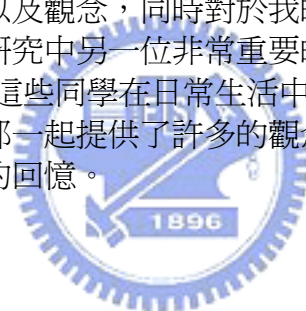 以及觀念，同時對於我的
研究中另一位非常重要
這些同學在日常生活中
都一起提供了許多的觀念
的回憶。
1896